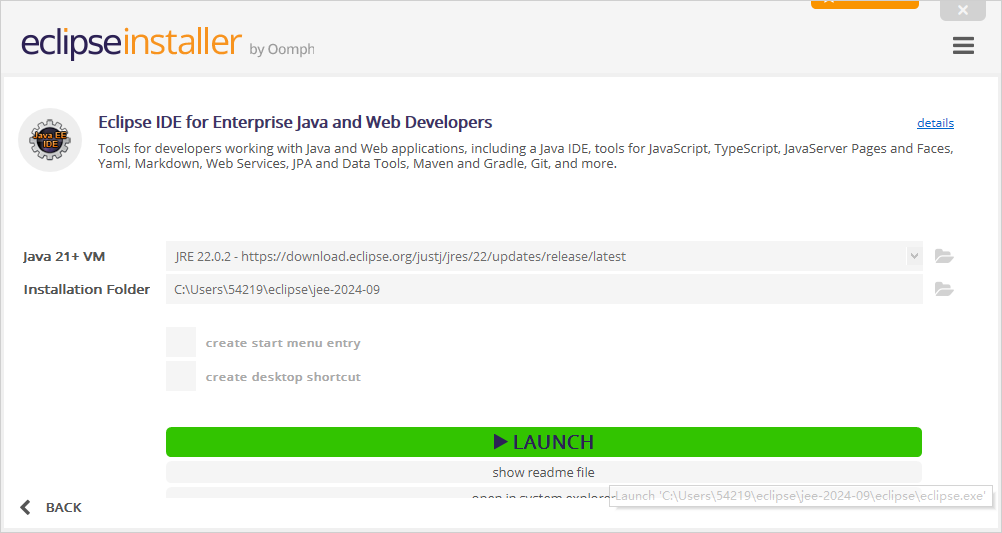 eclipseinstaller by Oomph
Java EE
IDE
Eclipse IDE for Enterprise Java and Web Developers
details
Tools for developers working with Java and Web applications, including a Java IDE, tools for JavaScript, TypeScript, JavaServer Pages and Faces,
Yaml, Markdown, Web Services, JPA and Data Tools, Maven and Gradle, Git, and more.
Java 21+ VM
JRE 22.0.2 - https://download.eclipse.org/justj/jres/22/updates/release/latest
Installation Folder
C:\Users\54219\eclipse\jee-2024-09
create start menu entry
create desktop shortcut
LAUNCH
show readme file
open in system explorer
Launch 'C:\Users\54219\eclipse\jee-2024-09\eclipse\eclipse.exe'
BACK